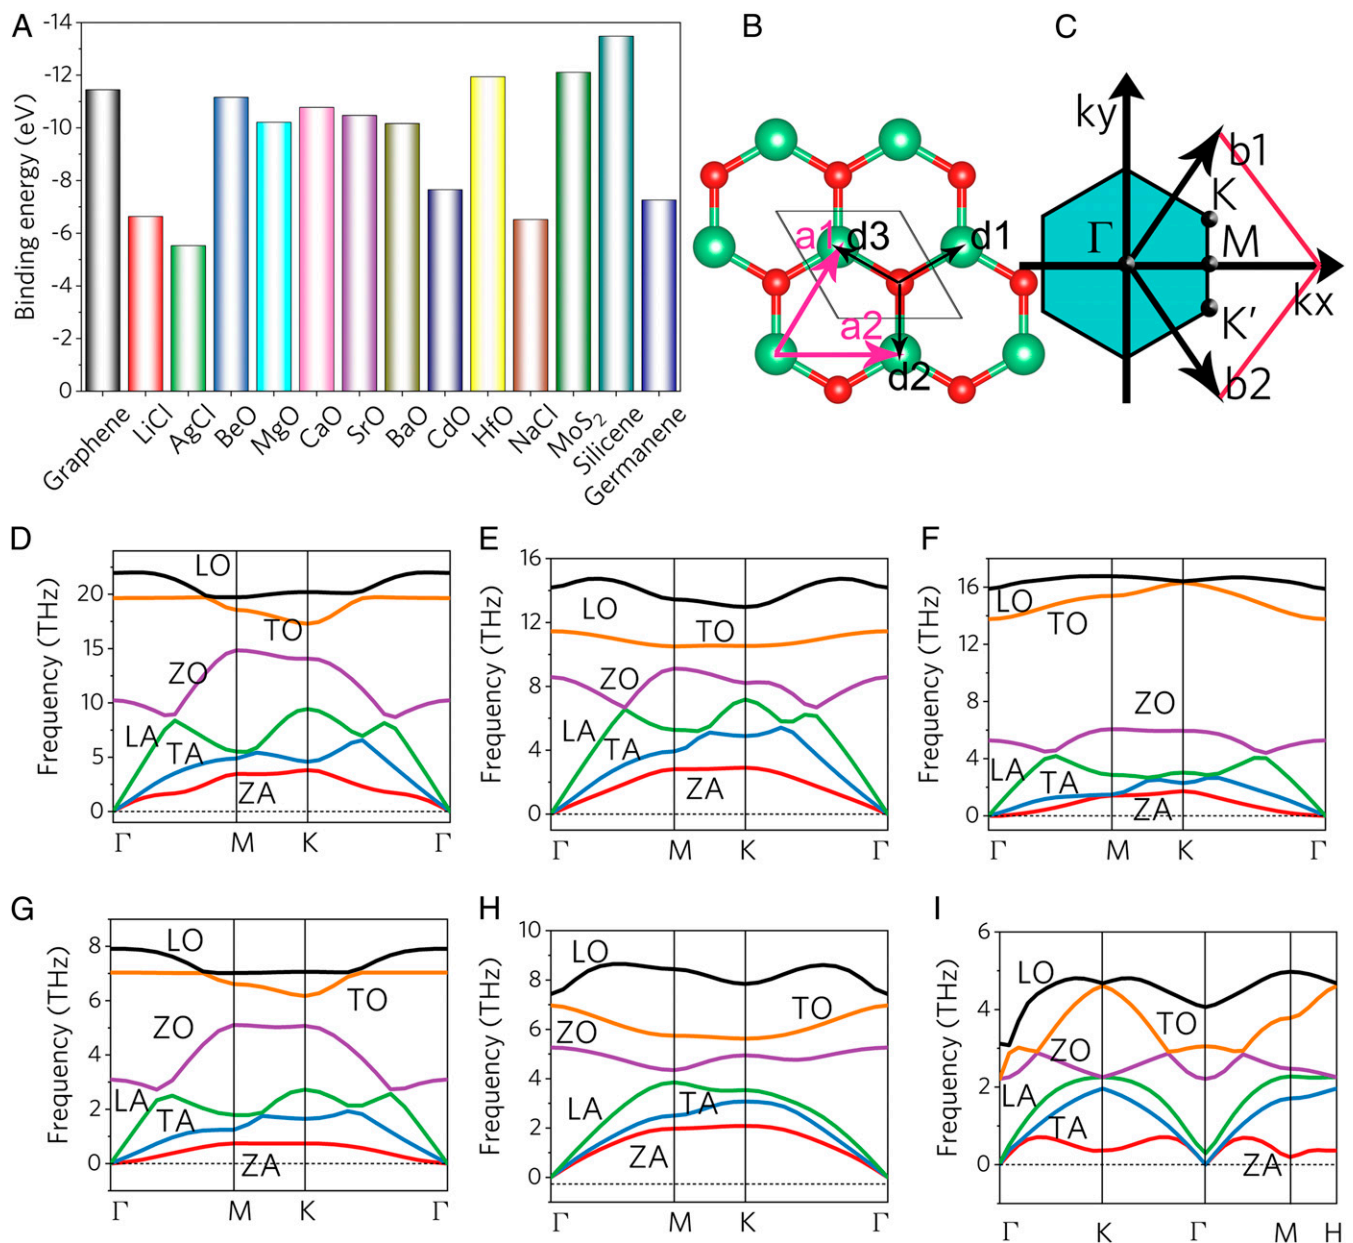 A
Binding energy (eV)
-14
-12
-10
-8
-6
-4
-2
0
Graphene
LiCl
AgCl
BeO
MgO
CaO
SrO
BaO
CdO
HfO
NaCl
MoS₂
Silicene
Germanene
B
a1
d3
d1
a2
d2
C
ky
b1
K
Γ
M
kx
K′
b2
D
Frequency (THz)
20
15
10
5
0
LO
TO
ZO
LA
TA
ZA
Γ
M
K
Γ
E
Frequency (THz)
16
12
8
4
0
LO
TO
ZO
LA
TA
ZA
Γ
M
K
Γ
F
Frequency (THz)
16
12
8
4
0
LO
TO
ZO
LA
TA
ZA
Γ
M
K
Γ
G
Frequency (THz)
8
6
4
2
0
LO
TO
ZO
LA
TA
ZA
Γ
M
K
Γ
H
Frequency (THz)
10
8
6
4
2
0
LO
TO
ZO
LA
TA
ZA
Γ
M
K
Γ
I
Frequency (THz)
6
4
2
0
LO
TO
ZO
LA
TA
ZA
Γ
K
Γ
M
H